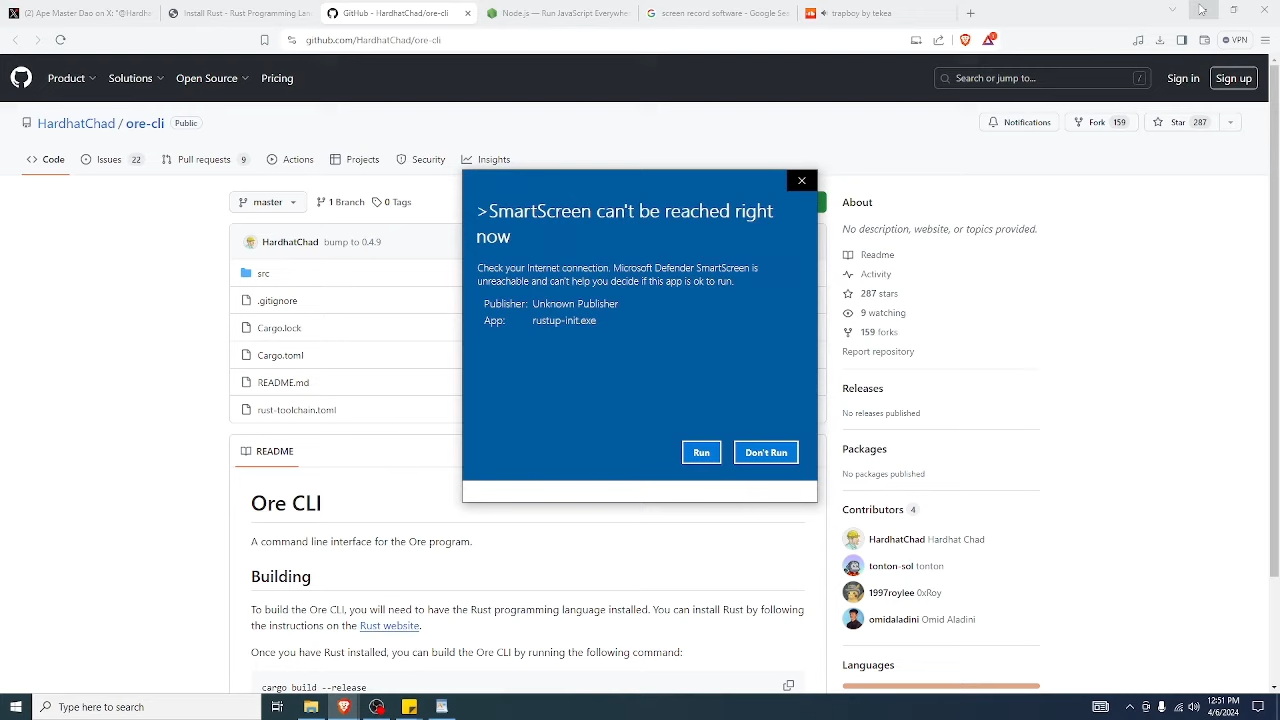 (2) Ape Master Dao on X: "@Hardhe
Install Rust - Rust Programming Lan
GitHub - HardhatChad/ore-cli
Node.js — Run JavaScript Everywhe
screen record software - Google Sea
trapboy by tekea
github.com/HardhatChad/ore-cli
VPN
Product
Solutions
Open Source
Pricing
Search or jump to...
/
Sign in
Sign up
HardhatChad / ore-cli
Public
Notifications
Fork 159
Star 287
Code
Issues 22
Pull requests 9
Actions
Projects
Security
Insights
master
1 Branch
0 Tags
HardhatChad bump to 0.4.9
src
.gitignore
Cargo.lock
Cargo.toml
README.md
rust-toolchain.toml
README
Ore CLI
A command line interface for the Ore program.
Building
To build the Ore CLI, you will need to have the Rust programming language installed. You can install Rust by following
the instructions on the Rust website.
Once you have Rust installed, you can build the Ore CLI by running the following command:
cargo build --release
>SmartScreen can't be reached right
now
Check your Internet connection. Microsoft Defender SmartScreen is
unreachable and can't help you decide if this app is ok to run.
Publisher: Unknown Publisher
App: rustup-init.exe
Run
Don't Run
About
No description, website, or topics provided.
Readme
Activity
287 stars
9 watching
159 forks
Report repository
Releases
No releases published
Packages
No packages published
Contributors 4
HardhatChad Hardhat Chad
tonton-sol tonton
1997roylee 0xRoy
omidaladini Omid Aladini
Languages
Type here to search
12:51 PM
4/6/2024